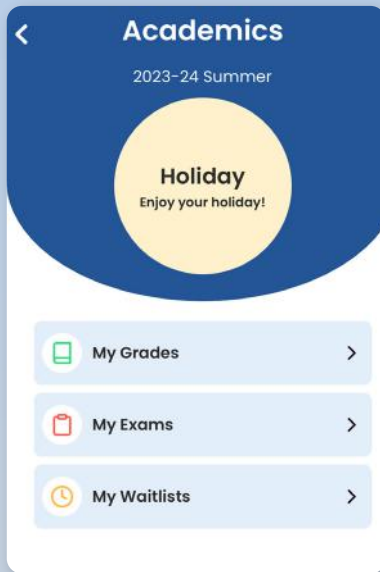 Academics
2023-24 Summer
Holiday
Enjoy your holiday!
My Grades
My Exams
My Waitlists